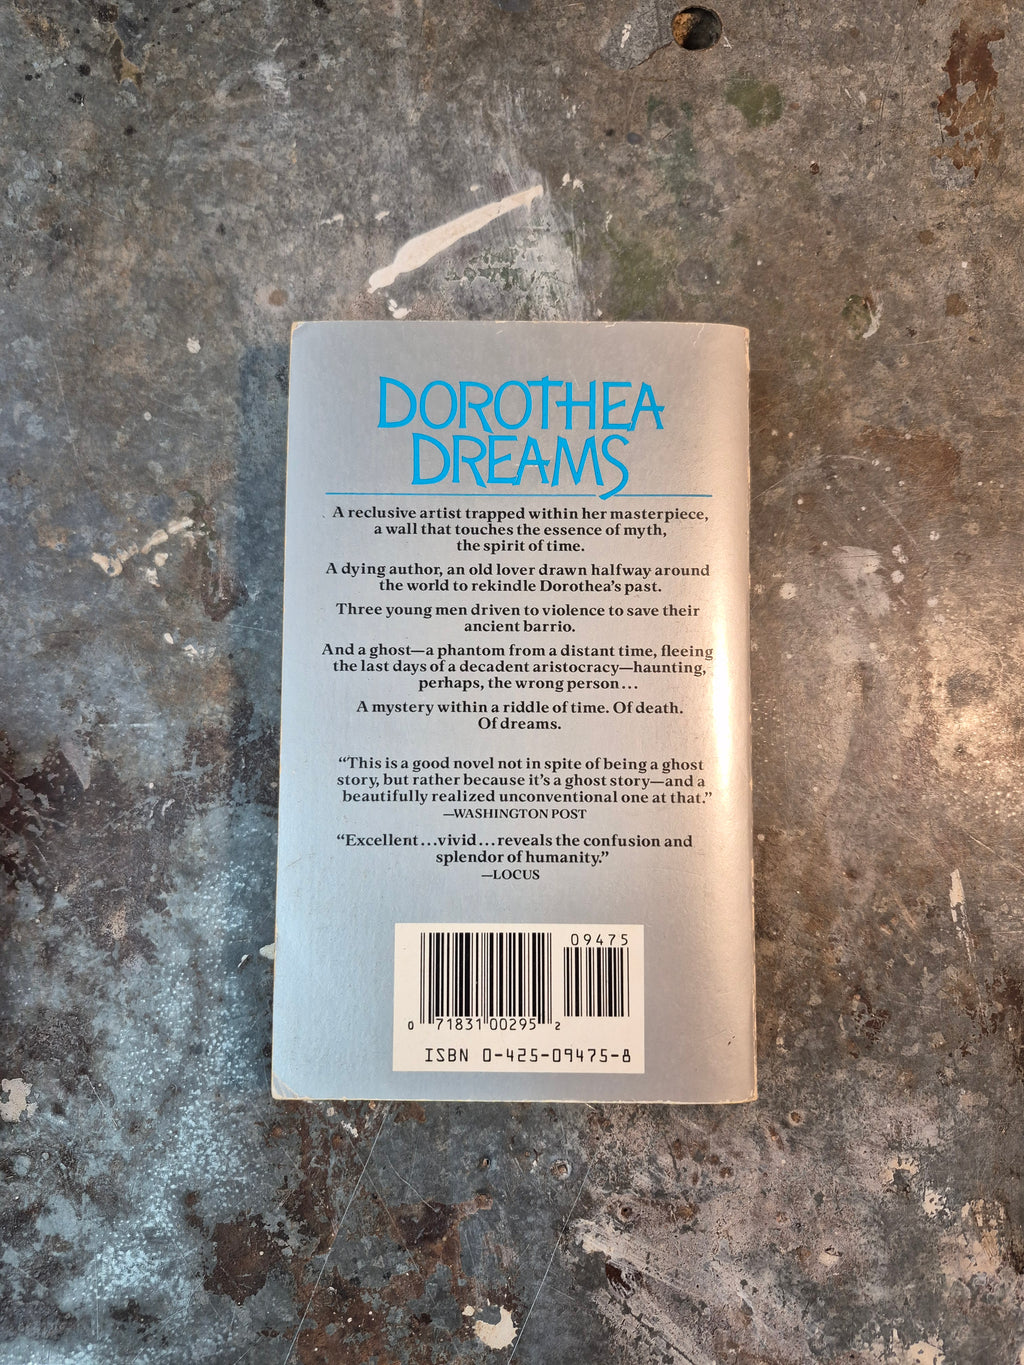 DOROTHEA
DREAMS
A reclusive artist trapped within her masterpiece,
a wall that touches the essence of myth,
the spirit of time.
A dying author, an old lover drawn halfway around
the world to rekindle Dorothea's past.
Three young men driven to violence to save their
ancient barrio.
And a ghost—a phantom from a distant time, fleeing
the last days of a decadent aristocracy—haunting,
perhaps, the wrong person...
A mystery within a riddle of time. Of death.
Of dreams.
“This is a good novel not in spite of being a ghost
story, but rather because it's a ghost story—and a
beautifully realized unconventional one at that.”
—WASHINGTON POST
“Excellent...vivid...reveals the confusion and
splendor of humanity.”
—LOCUS
09475
0 71831 00295 2
ISBN 0-425-09475-8